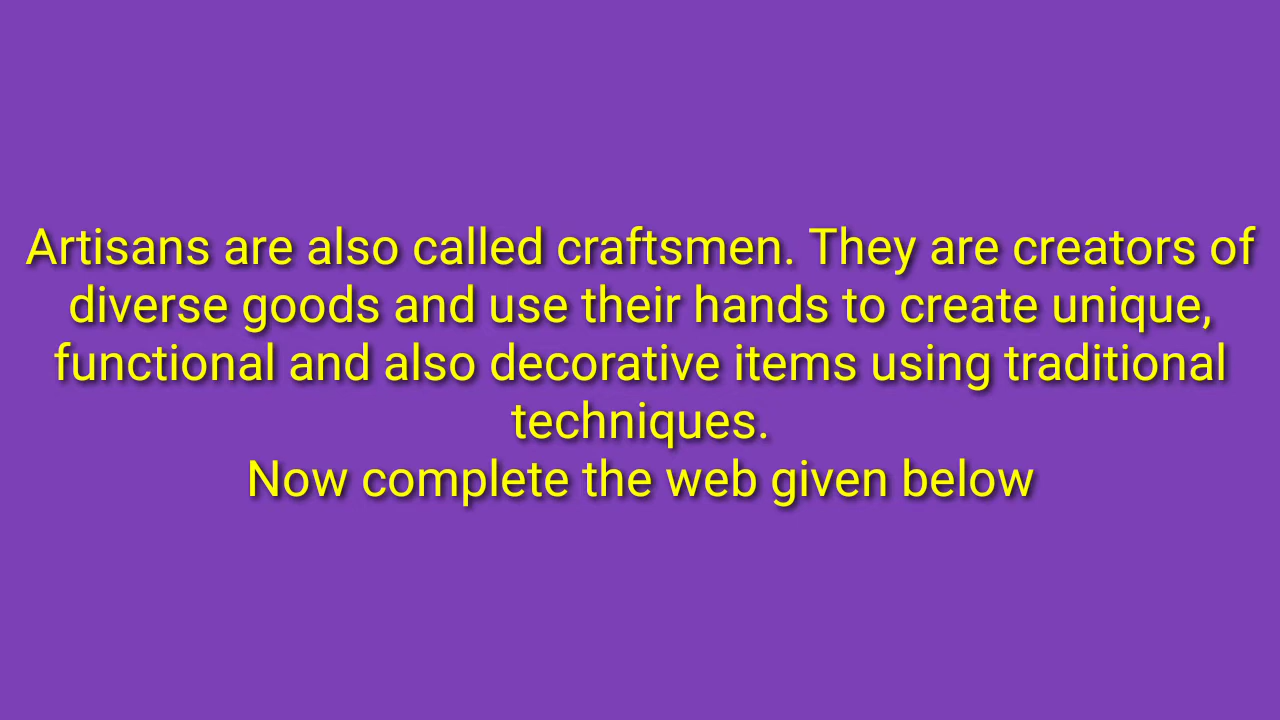 Artisans are also called craftsmen. They are creators of
diverse goods and use their hands to create unique,
functional and also decorative items using traditional
techniques.
Now complete the web given below